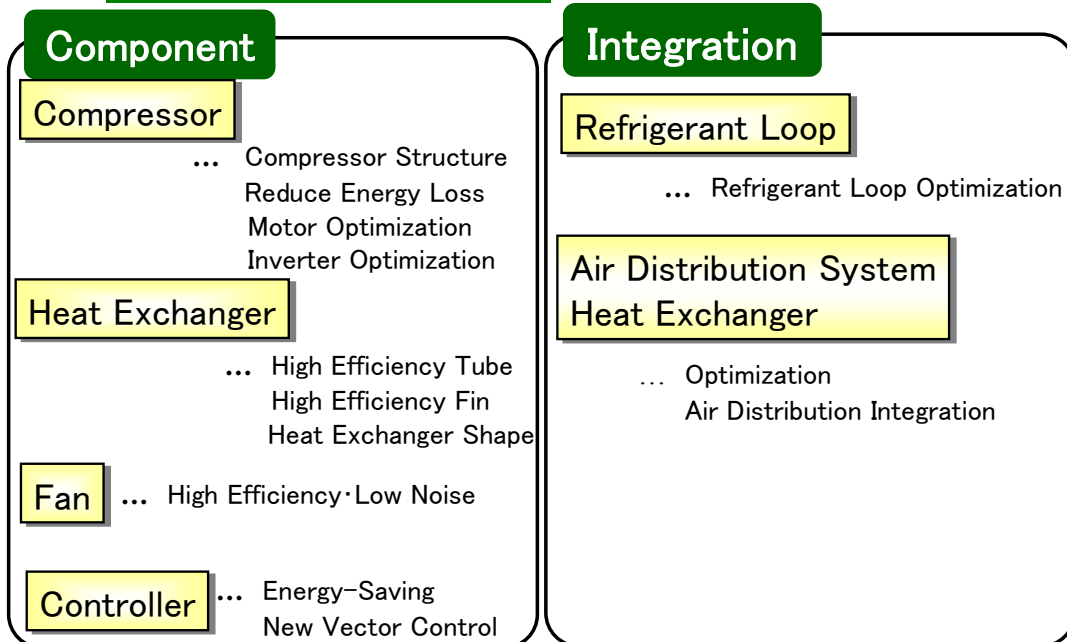 Component
Compressor
... Compressor Structure
Reduce Energy Loss
Motor Optimization
Inverter Optimization
Heat Exchanger
... High Efficiency Tube
High Efficiency Fin
Heat Exchanger Shape
Fan ... High Efficiency･Low Noise
Controller ... Energy-Saving
New Vector Control
Integration
Refrigerant Loop
... Refrigerant Loop Optimization
Air Distribution System
Heat Exchanger
... Optimization
Air Distribution Integration